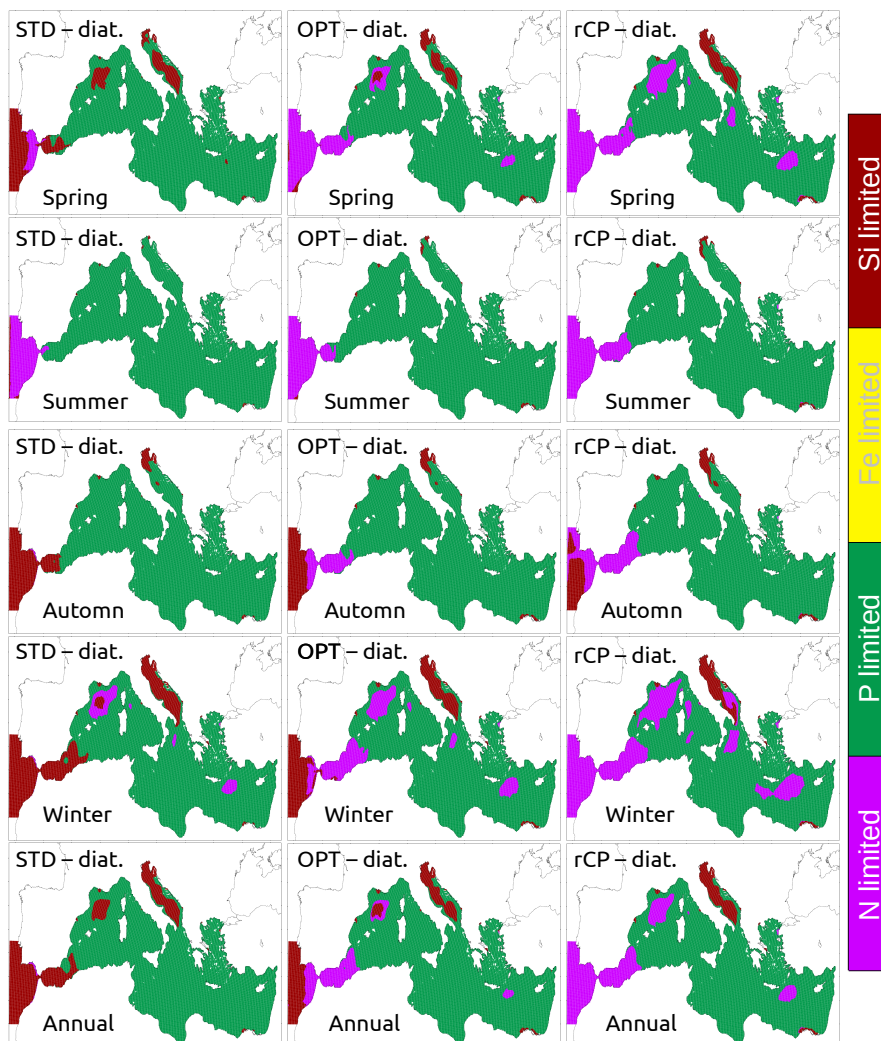 STD – diat.
OPT – diat.
rCP – diat.
Spring
Spring
Spring
STD – diat.
OPT – diat.
rCP – diat.
Summer
Summer
Summer
STD – diat.
OPT – diat.
rCP – diat.
Automn
Automn
Automn
STD – diat.
OPT – diat.
rCP – diat.
Winter
Winter
Winter
STD – diat.
OPT – diat.
rCP – diat.
Annual
Annual
Annual
Si limited
Fe limited
P limited
N limited